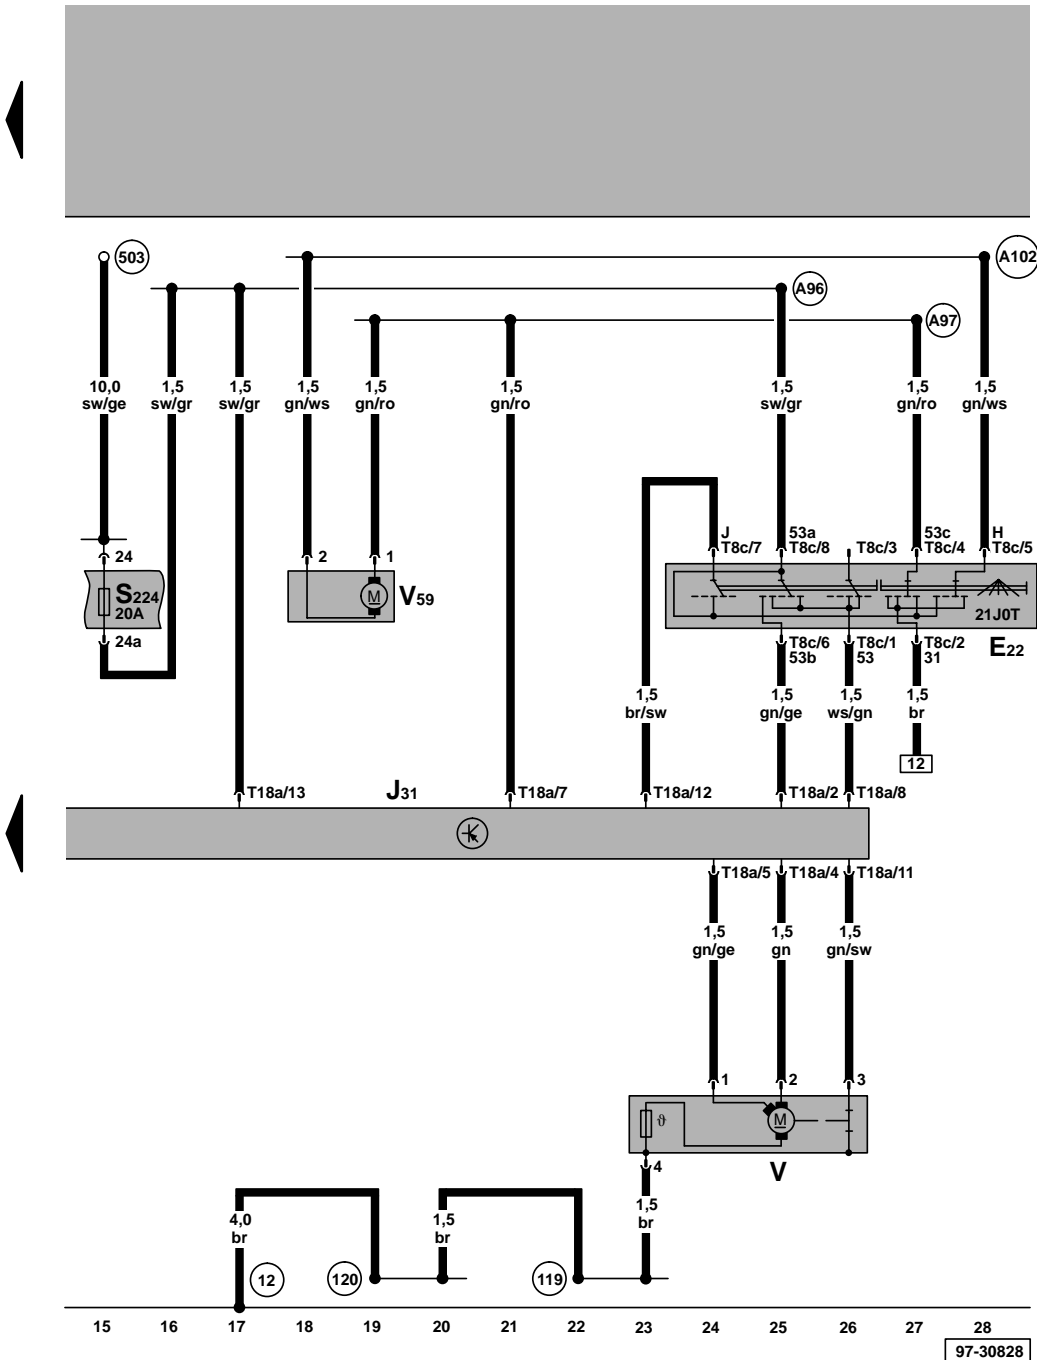 503
A102
A96
A97
10,0
sw/ge
1,5
sw/gr
1,5
sw/gr
1,5
gn/ws
1,5
gn/ro
1,5
gn/ro
1,5
sw/gr
1,5
gn/ro
1,5
gn/ws
J
T8c/7
53a
T8c/8
T8c/3
53c
T8c/4
H
T8c/5
24
2
1
S224
20A
M
V59
21J0T
24a
T8c/6
53b
T8c/1
53
T8c/2
31
E22
1,5
br/sw
1,5
gn/ge
1,5
ws/gn
1,5
br
12
T18a/13
J31
T18a/7
T18a/12
T18a/2
T18a/8
T18a/5
T18a/4
T18a/11
1,5
gn/ge
1,5
gn
1,5
gn/sw
1
2
3
ϑ
M
4
V
4,0
br
1,5
br
1,5
br
12
120
119
15 16 17 18 19 20 21 22 23 24 25 26 27 28
97-30828